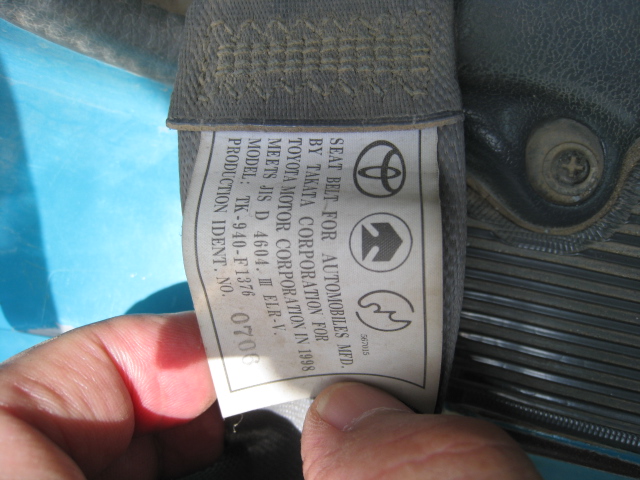 SEAT BELT FOR AUTOMOBILES MFD.
BY TAKATA CORPORATION FOR
TOYOTA MOTOR CORPORATION IN 1998.
MEETS JIS D 4604. III ELR-V.
MODEL: TK-940-F1376
PRODUCTION IDENT. NO. 0706